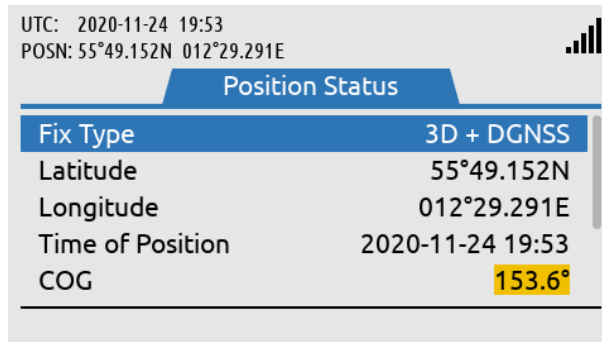 UTC: 2020-11-24 19:53
POSN: 55°49.152N 012°29.291E
Position Status
Fix Type 3D + DGNSS
Latitude 55°49.152N
Longitude 012°29.291E
Time of Position 2020-11-24 19:53
COG 153.6°